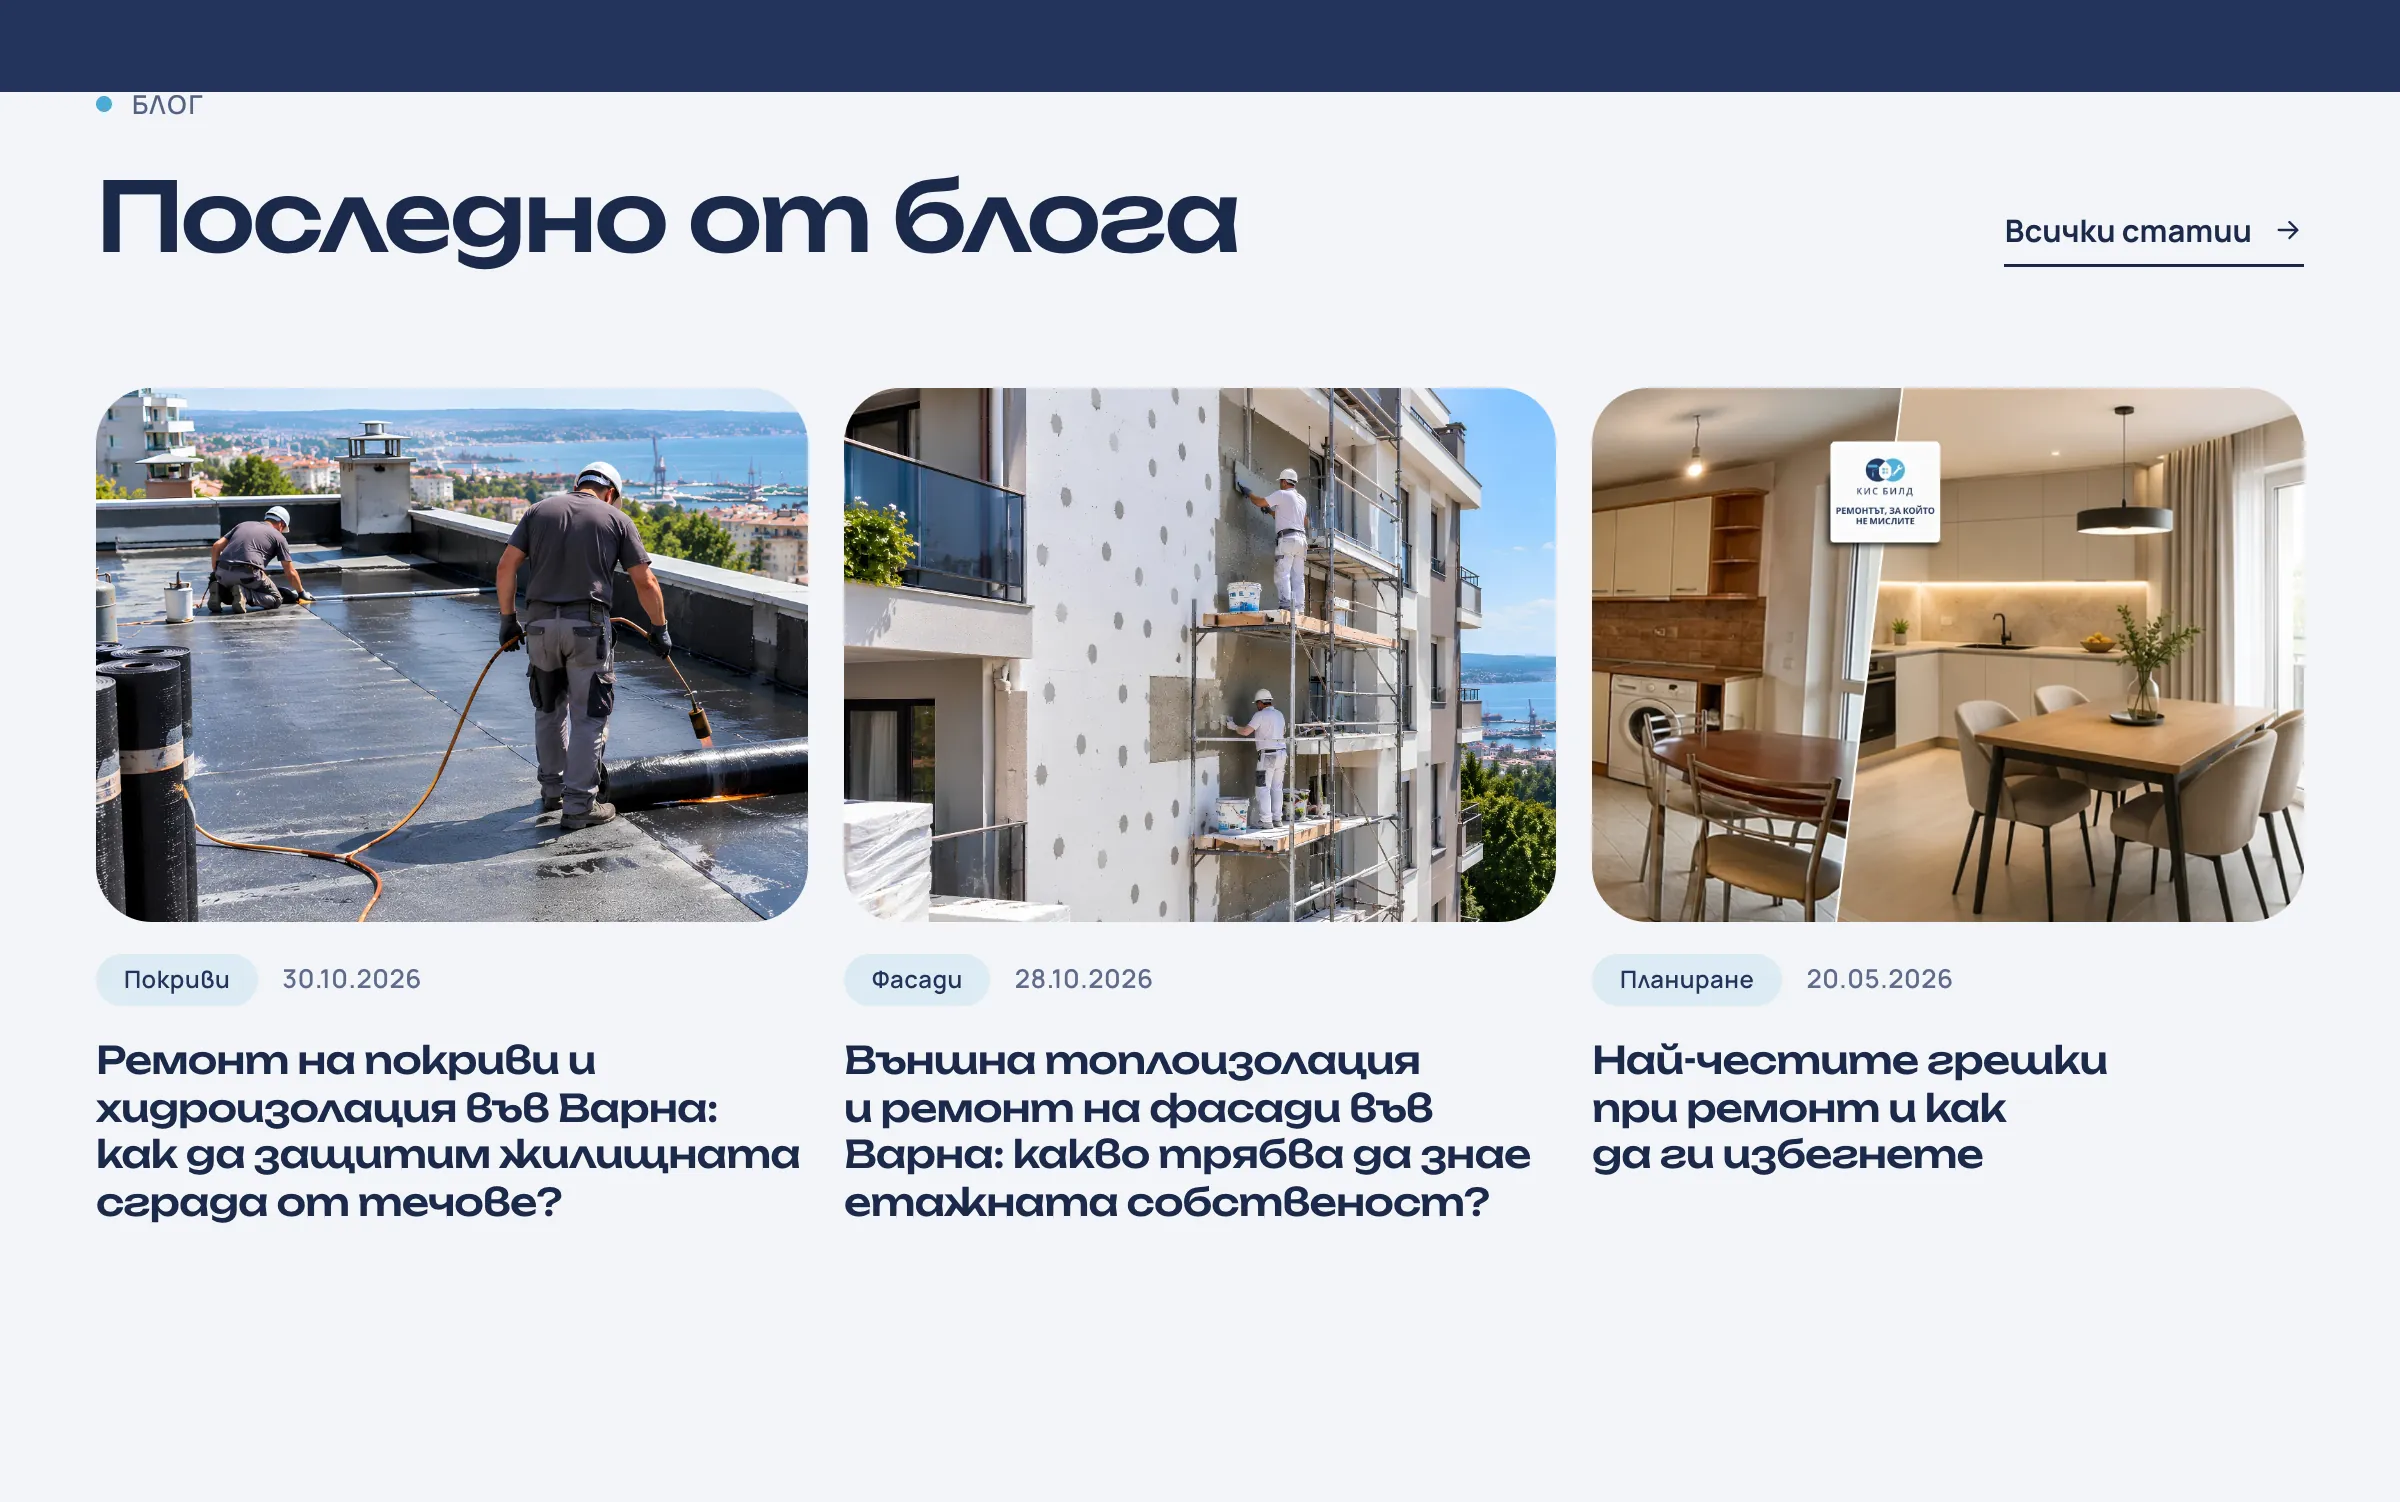 БЛОГ
Последно от блога
Всички статии →
КИС БИЛД
РЕМОНТЪТ, ЗА КОЙТО
НЕ МИСЛИТЕ
Покриви 30.10.2026
Ремонт на покриви и
хидроизолация във Варна:
как да защитим жилищната
сграда от течове?
Фасади 28.10.2026
Външна топлоизолация
и ремонт на фасади във
Варна: какво трябва да знае
етажната собственост?
Планиране 20.05.2026
Най-честите грешки
при ремонт и как
да ги избегнете